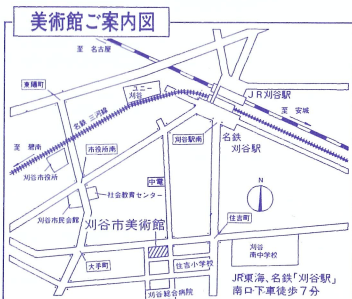 美術館ご案内図
至 名古屋
東陽町
ユニー
刈谷
JR刈谷駅
至 安城
名鉄 三河線
至 碧南
市役所南
刈谷駅南
名鉄
刈谷駅
刈谷市役所
中電
社会教育センター
N
刈谷市民会館
刈谷市美術館
住吉町
大手町
住吉小学校
刈谷
南中学校
刈谷総合病院
JR東海、名鉄「刈谷駅」
南口下車徒歩7分